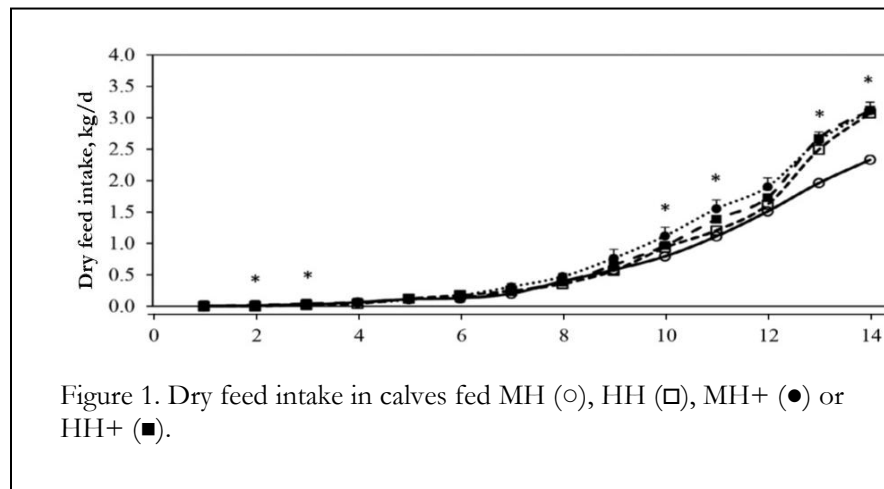 4.0
3.5
3.0
2.5
2.0
1.5
1.0
0.5
0.0
Dry feed intake, kg/d
* * * * * *
0 2 4 6 8 10 12 14
Figure 1. Dry feed intake in calves fed MH (○), HH (□), MH+ (●) or
HH+ (■).